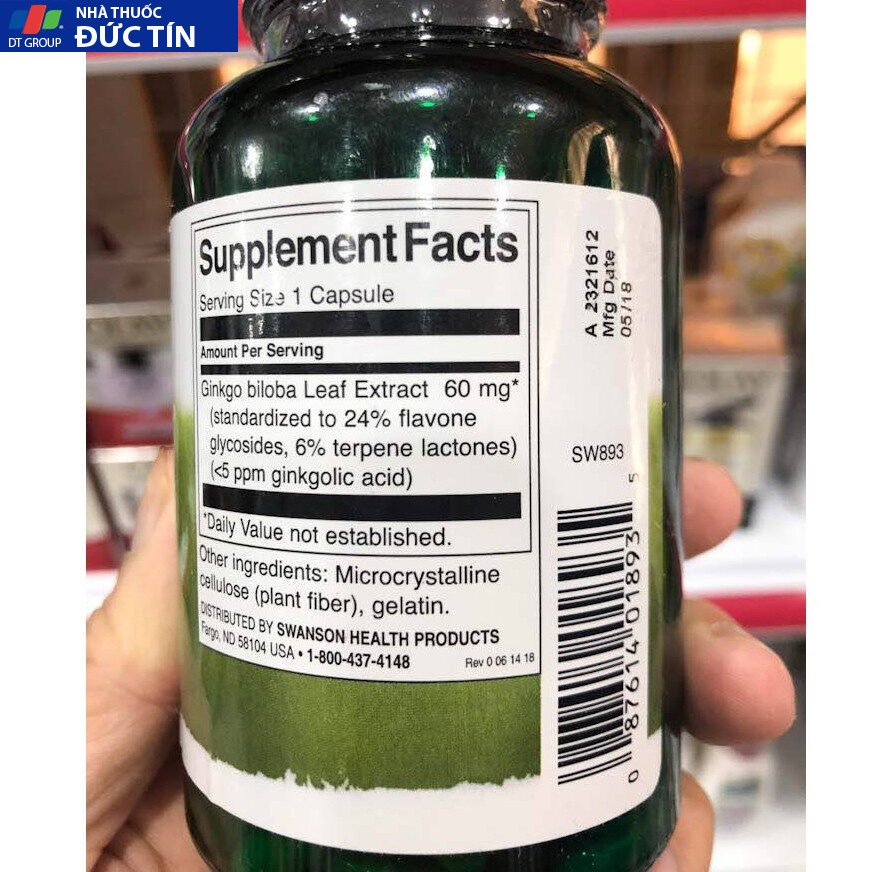 NHÀ THUỐC
ĐỨC TÍN
DT GROUP
Supplement Facts
Serving Size 1 Capsule
Amount Per Serving
Ginkgo biloba Leaf Extract 60 mg*
(standardized to 24% flavone
glycosides, 6% terpene lactones)
(<5 ppm ginkgolic acid)
*Daily Value not established.
Other ingredients: Microcrystalline
cellulose (plant fiber), gelatin.
DISTRIBUTED BY SWANSON HEALTH PRODUCTS
Fargo, ND 58104 USA • 1-800-437-4148
Rev 0 06 14 18
A 2321612
Mfg Date
05/18
SW893
0 87614 01893 5